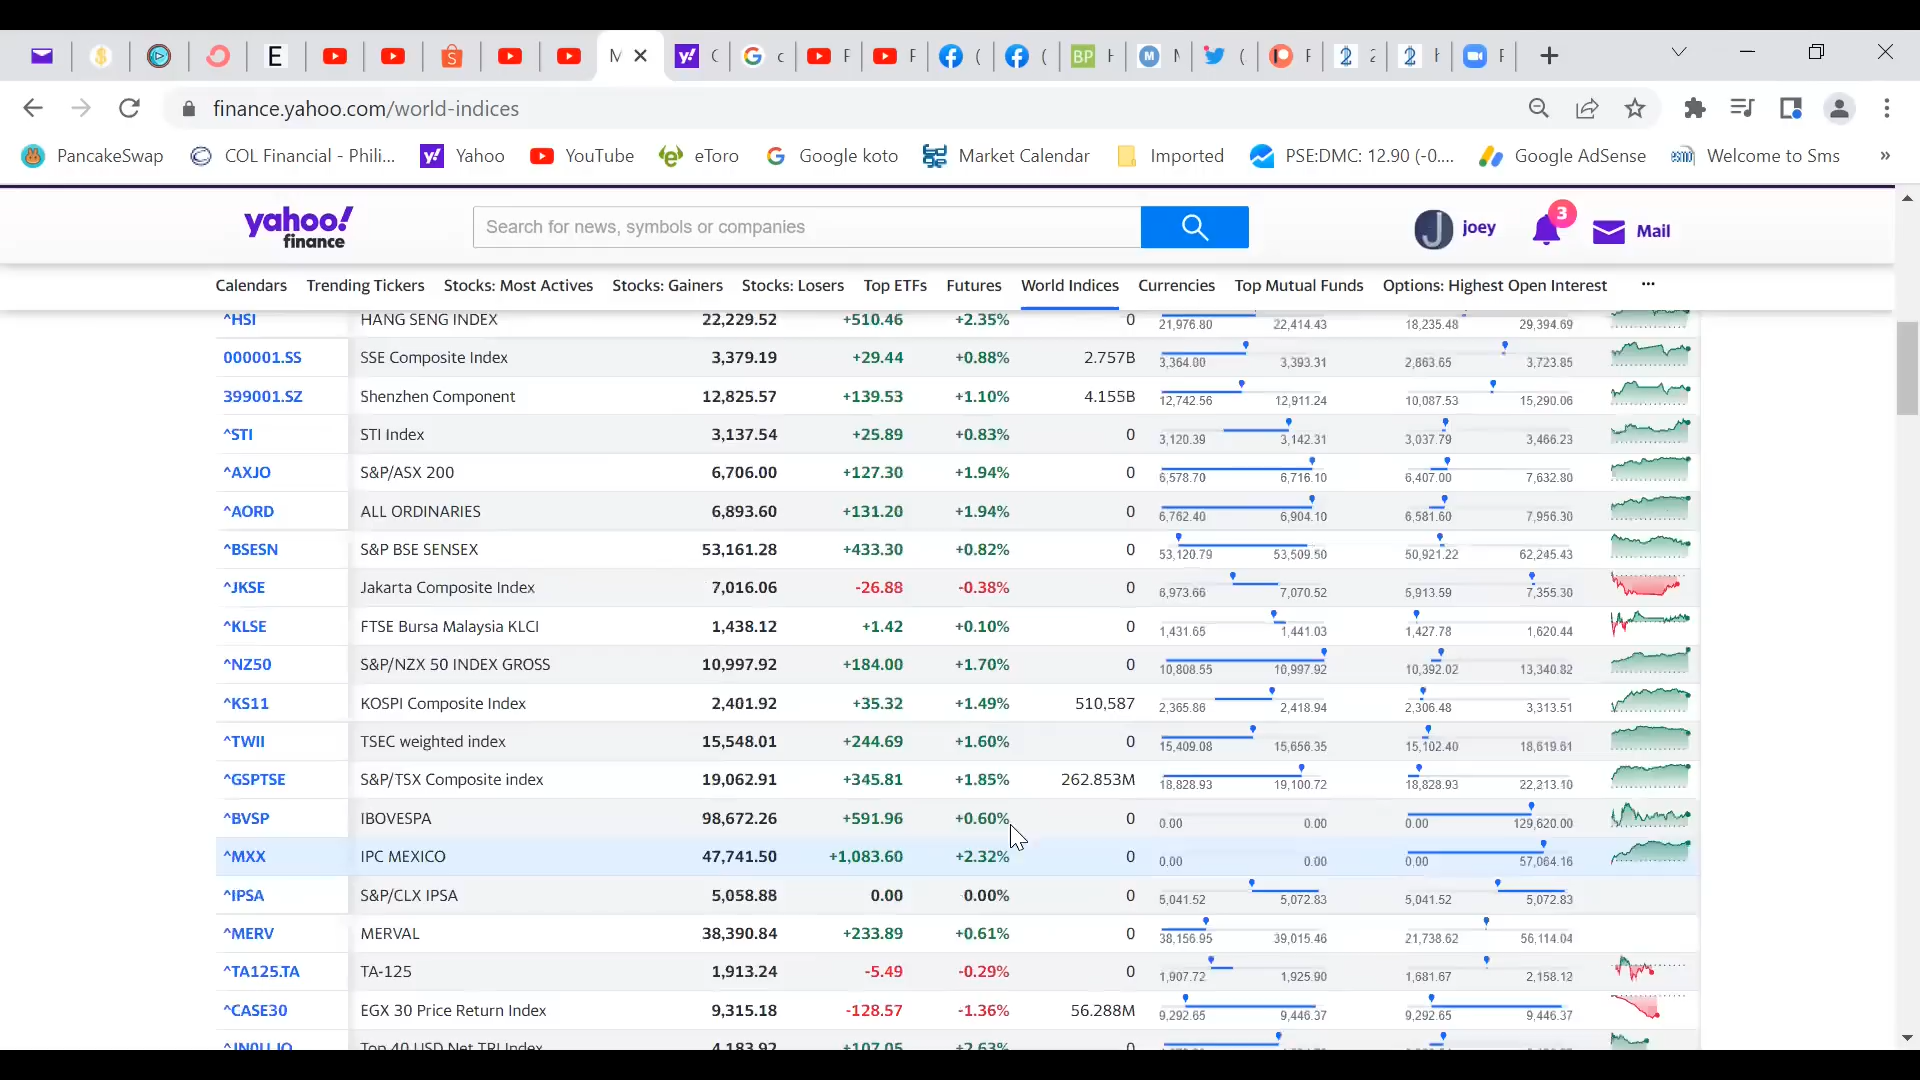 E
M
y!
c
F
F
(
(
BP
M
(
F
2 2
2 h
F
finance.yahoo.com/world-indices
PancakeSwap COL Financial - Phili... y! Yahoo YouTube eToro Google koto Market Calendar Imported PSE:DMC: 12.90 (-0.... Google AdSense Welcome to Sms »
yahoo!
finance
Search for news, symbols or companies
J joey 3 Mail
Calendars Trending Tickers Stocks: Most Actives Stocks: Gainers Stocks: Losers Top ETFs Futures World Indices Currencies Top Mutual Funds Options: Highest Open Interest ...
^HSI HANG SENG INDEX 22,229.52 +510.46 +2.35% 0 21,976.80 22,414.43 18,235.48 29,394.69
000001.SS SSE Composite Index 3,379.19 +29.44 +0.88% 2.757B 3,364.00 3,393.31 2,863.65 3,723.85
399001.SZ Shenzhen Component 12,825.57 +139.53 +1.10% 4.155B 12,742.56 12,911.24 10,087.53 15,290.06
^STI STI Index 3,137.54 +25.89 +0.83% 0 3,120.39 3,142.31 3,037.79 3,466.23
^AXJO S&P/ASX 200 6,706.00 +127.30 +1.94% 0 6,578.70 6,716.10 6,407.00 7,632.80
^AORD ALL ORDINARIES 6,893.60 +131.20 +1.94% 0 6,762.40 6,904.10 6,581.60 7,956.30
^BSESN S&P BSE SENSEX 53,161.28 +433.30 +0.82% 0 53,120.79 53,509.50 50,921.22 62,245.43
^JKSE Jakarta Composite Index 7,016.06 -26.88 -0.38% 0 6,973.66 7,070.52 5,913.59 7,355.30
^KLSE FTSE Bursa Malaysia KLCI 1,438.12 +1.42 +0.10% 0 1,431.65 1,441.03 1,427.78 1,620.44
^NZ50 S&P/NZX 50 INDEX GROSS 10,997.92 +184.00 +1.70% 0 10,808.55 10,997.92 10,392.02 13,340.82
^KS11 KOSPI Composite Index 2,401.92 +35.32 +1.49% 510,587 2,365.86 2,418.94 2,306.48 3,313.51
^TWII TSEC weighted index 15,548.01 +244.69 +1.60% 0 15,409.08 15,656.35 15,102.40 18,619.61
^GSPTSE S&P/TSX Composite index 19,062.91 +345.81 +1.85% 262.853M 18,828.93 19,100.72 18,828.93 22,213.10
^BVSP IBOVESPA 98,672.26 +591.96 +0.60% 0 0.00 0.00 0.00 129,620.00
^MXX IPC MEXICO 47,741.50 +1,083.60 +2.32% 0 0.00 0.00 0.00 57,064.16
^IPSA S&P/CLX IPSA 5,058.88 0.00 0.00% 0 5,041.52 5,072.83 5,041.52 5,072.83
^MERV MERVAL 38,390.84 +233.89 +0.61% 0 38,156.95 39,015.46 21,738.62 56,114.04
^TA125.TA TA-125 1,913.24 -5.49 -0.29% 0 1,907.72 1,925.90 1,681.67 2,158.12
^CASE30 EGX 30 Price Return Index 9,315.18 -128.57 -1.36% 56.288M 9,292.65 9,446.37 9,292.65 9,446.37
^JN0U.JO Top 40 USD Net TRI Index 4,183.92 +107.05 +2.63% 0